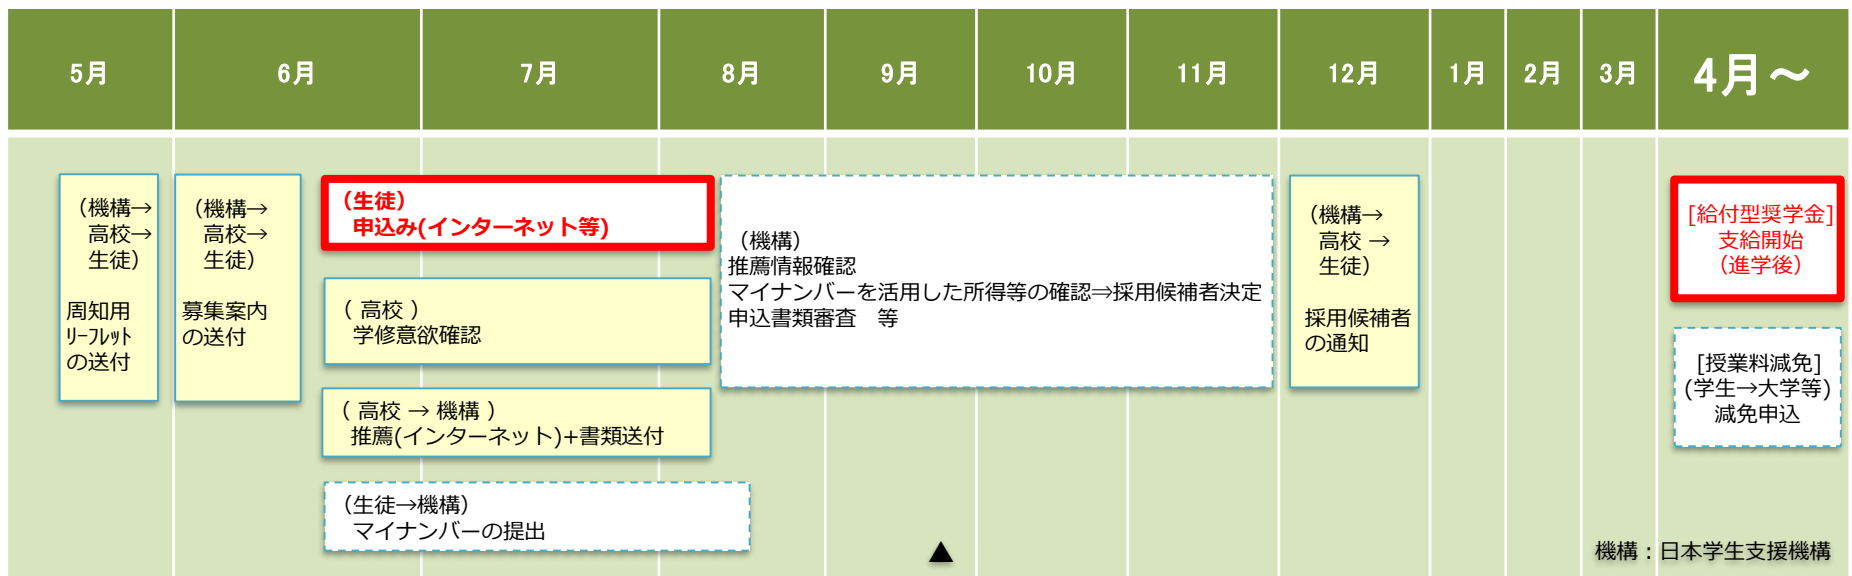 5月
6月
7月
8月
9月
10月
11月
12月
1月
2月
3月
4月～
（機構→
高校→
生徒）
周知用
ﾘｰﾌﾚｯﾄ
の送付
（機構→
高校→
生徒）
募集案内
の送付
（生徒）
申込み(インターネット等)
（ 高校 ）
学修意欲確認
（ 高校 → 機構 ）
推薦(インターネット)+書類送付
（生徒→機構）
マイナンバーの提出
（機構）
推薦情報確認
マイナンバーを活用した所得等の確認⇒採用候補者決定
申込書類審査　等
▲
（機構→
高校 →
生徒）
採用候補者
の通知
[給付型奨学金]
支給開始
（進学後）
[授業料減免]
(学生→大学等)
減免申込
機構：日本学生支援機構